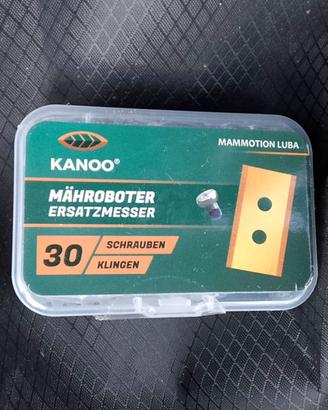 MAMMOTION LUBA
KANOO®
MÄHROBOTER
ERSATZMESSER
30
SCHRAUBEN
KLINGEN